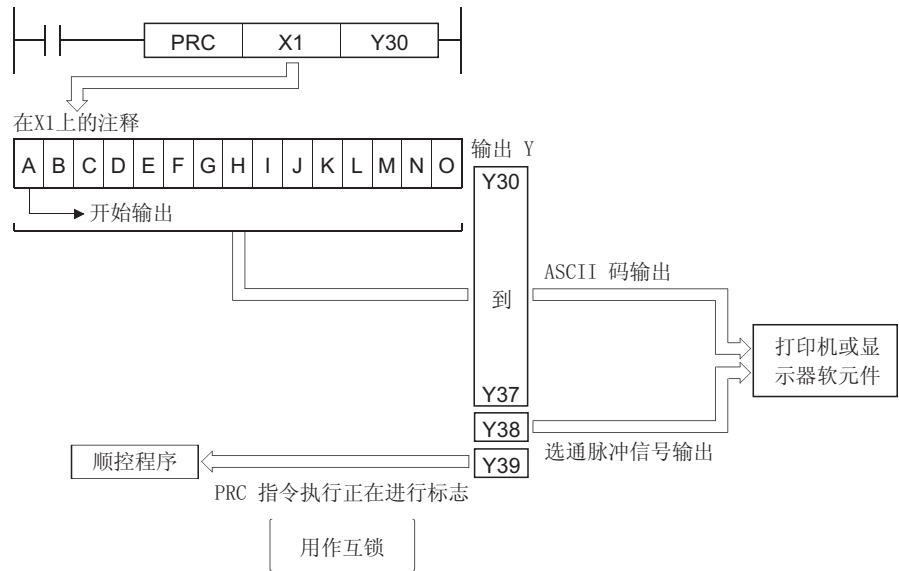 PRC X1 Y30
在X1上的注释
A B C D E F G H I J K L M N O
开始输出
输出 Y
Y30
到
Y37
Y38
Y39
ASCII 码输出
选通脉冲信号输出
打印机或显
示器软元件
顺控程序
PRC 指令执行正在进行标志
用作互锁